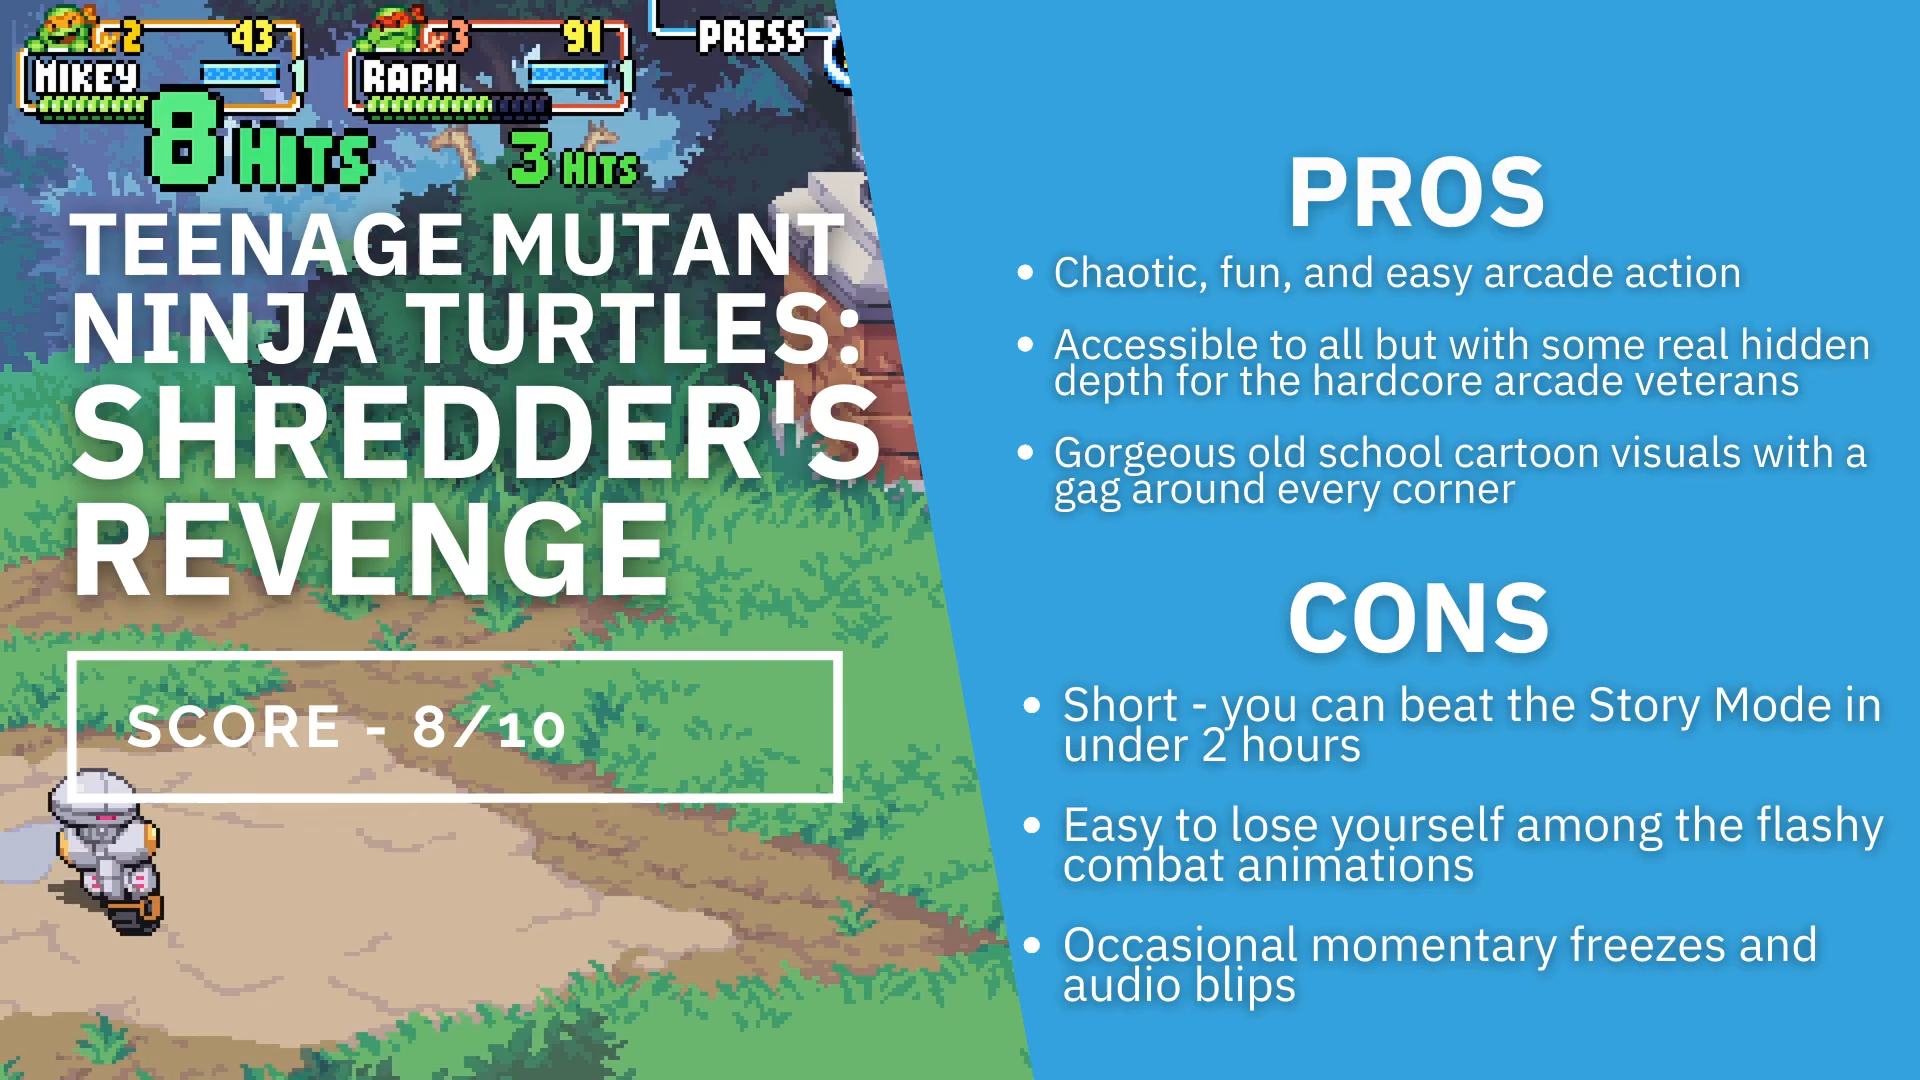 2 43
MIKEY
8 HITS
3 91
RAPH
3 HITS
PRESS
TEENAGE MUTANT
NINJA TURTLES:
SHREDDER'S
REVENGE
SCORE - 8/10
PROS
• Chaotic, fun, and easy arcade action
• Accessible to all but with some real hidden
depth for the hardcore arcade veterans
• Gorgeous old school cartoon visuals with a
gag around every corner
CONS
• Short - you can beat the Story Mode in
under 2 hours
• Easy to lose yourself among the flashy
combat animations
• Occasional momentary freezes and
audio blips